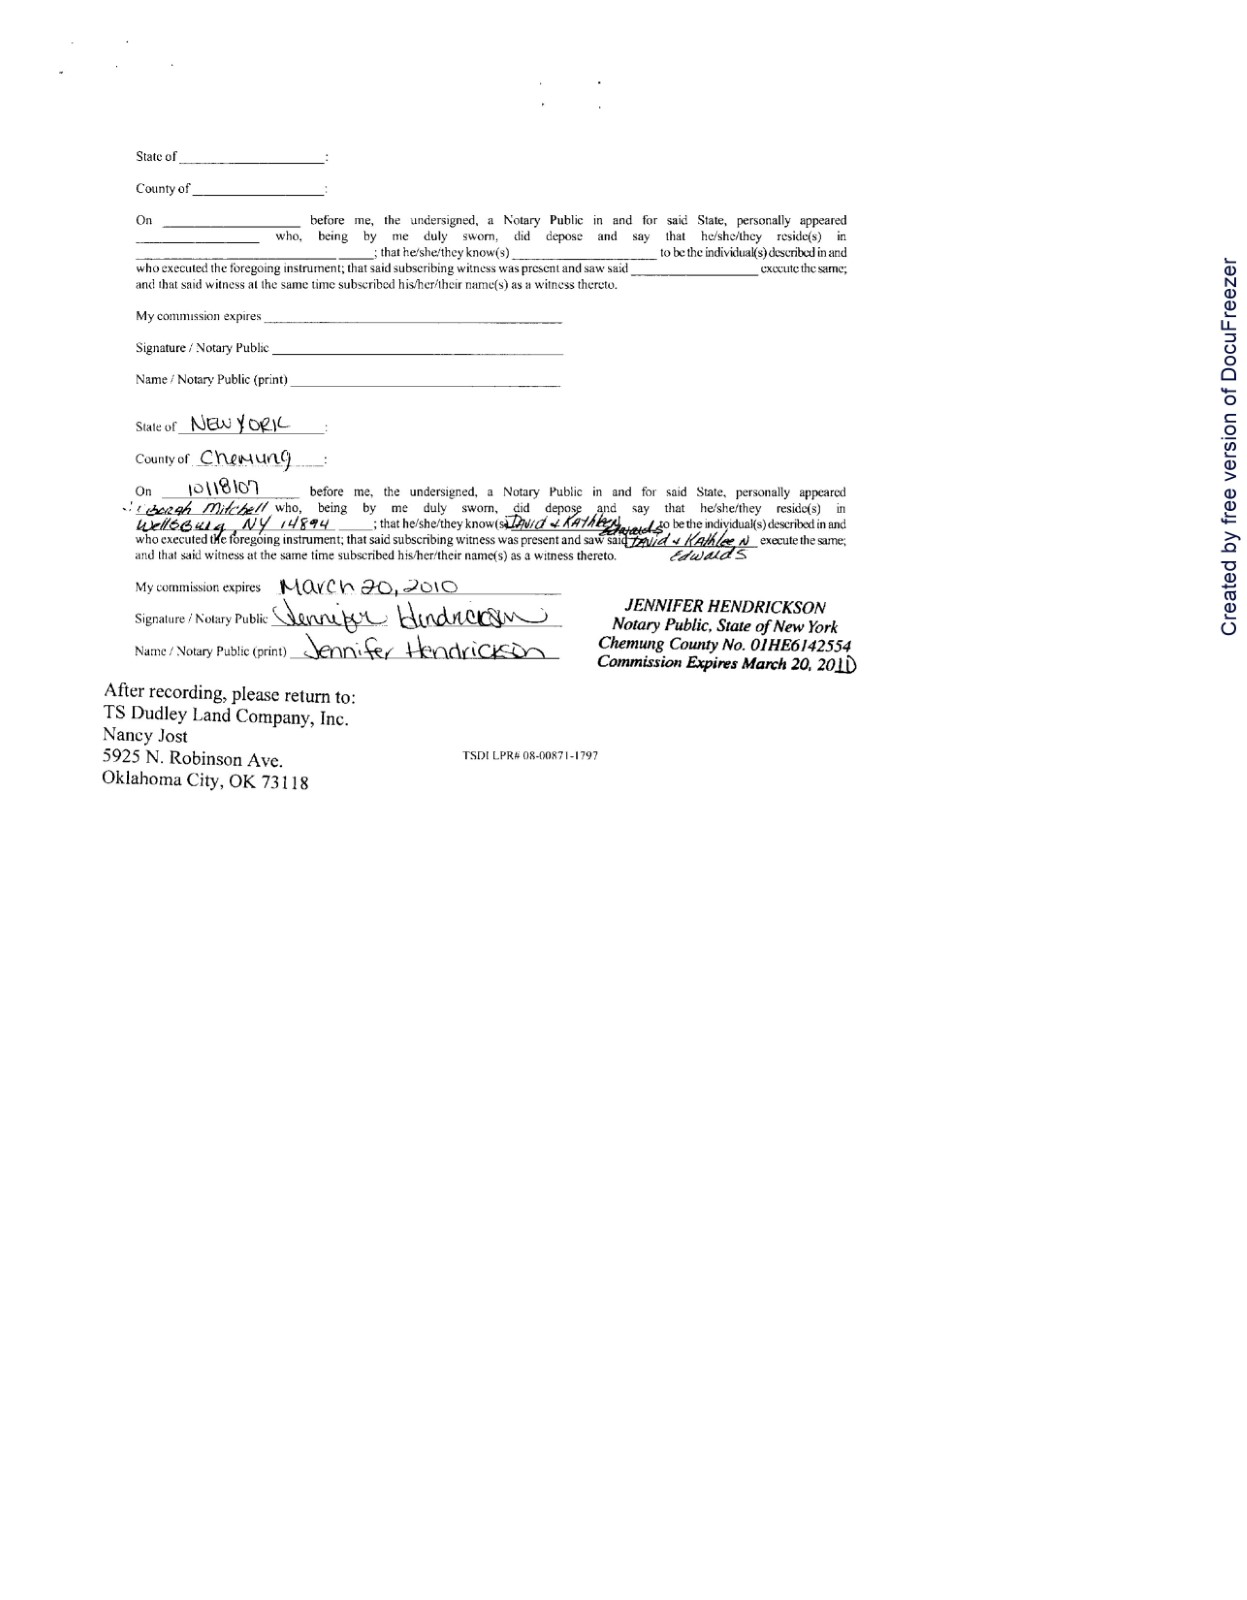 State of ____________________:
County of ____________________:
On ____________________ before me, the undersigned, a Notary Public in and for said State, personally appeared
____________________ who, being by me duly sworn, did depose and say that he/she/they reside(s) in
____________________; that he/she/they know(s) ____________________ to be the individual(s) described in and
who executed the foregoing instrument; that said subscribing witness was present and saw said ____________________ execute the same;
and that said witness at the same time subscribed his/her/their name(s) as a witness thereto.
My commission expires ____________________
Signature / Notary Public ____________________
Name / Notary Public (print) ____________________
State of NEW YORK :
County of Chemung :
On 10/18/07 before me, the undersigned, a Notary Public in and for said State, personally appeared
Mitchell who, being by me duly sworn, did depose and say that he/she/they reside(s) in
Wellsburg, NY 14894 ; that he/she/they know(s) David & Kathleen Edwards to be the individual(s) described in and
who executed the foregoing instrument; that said subscribing witness was present and saw said David & Kathleen execute the same;
and that said witness at the same time subscribed his/her/their name(s) as a witness thereto. Edwards
My commission expires March 20, 2010
Signature / Notary Public Jennifer Hendrickson
Name / Notary Public (print) Jennifer Hendrickson
JENNIFER HENDRICKSON
Notary Public, State of New York
Chemung County No. 01HE6142554
Commission Expires March 20, 20
After recording, please return to:
TS Dudley Land Company, Inc.
Nancy Jost
5925 N. Robinson Ave.
Oklahoma City, OK 73118
TSDI LPR# 08-00871-1797
Created by free version of DocuFreezer